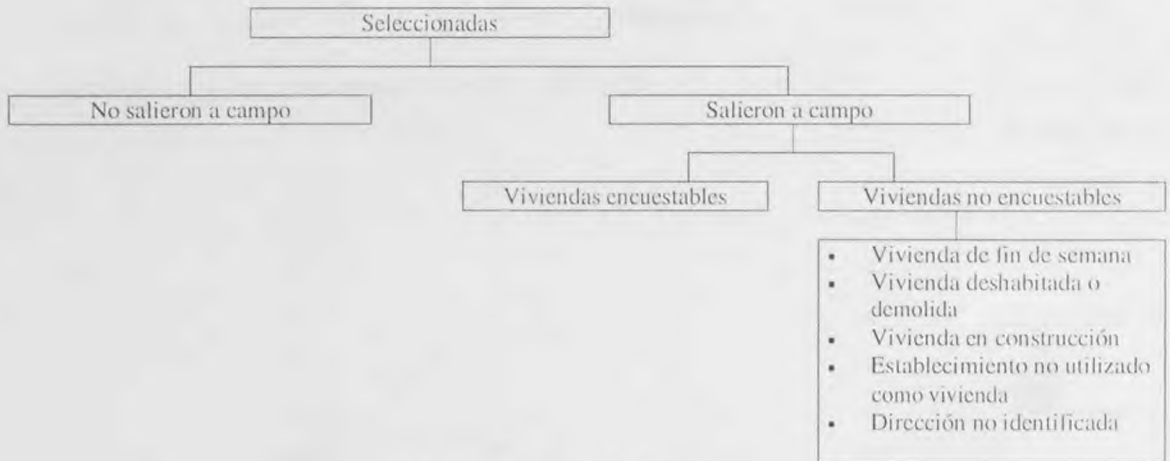 Seleccionadas
No salieron a campo
Salieron a campo
Viviendas encuestables
Viviendas no encuestables
▪ Vivienda de fin de semana
▪ Vivienda deshabitada o
demolida
▪ Vivienda en construcción
▪ Establecimiento no utilizado
como vivienda
▪ Dirección no identificada